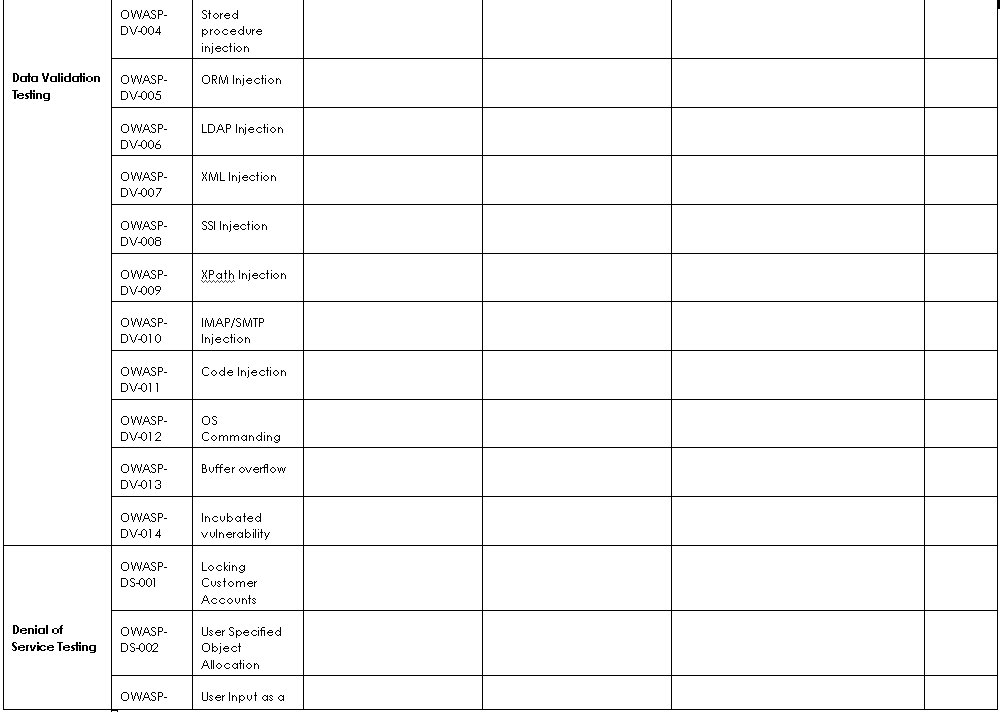 OWASP-
DV-004
Stored
procedure
injection
Data Validation
Testing
OWASP-
DV-005
ORM Injection
OWASP-
DV-006
LDAP Injection
OWASP-
DV-007
XML Injection
OWASP-
DV-008
SSI Injection
OWASP-
DV-009
XPath Injection
OWASP-
DV-010
IMAP/SMTP
Injection
OWASP-
DV-011
Code Injection
OWASP-
DV-012
OS
Commanding
OWASP-
DV-013
Buffer overflow
OWASP-
DV-014
Incubated
vulnerability
Denial of
Service Testing
OWASP-
DS-001
Locking
Customer
Accounts
OWASP-
DS-002
User Specified
Object
Allocation
OWASP-
User Input as a